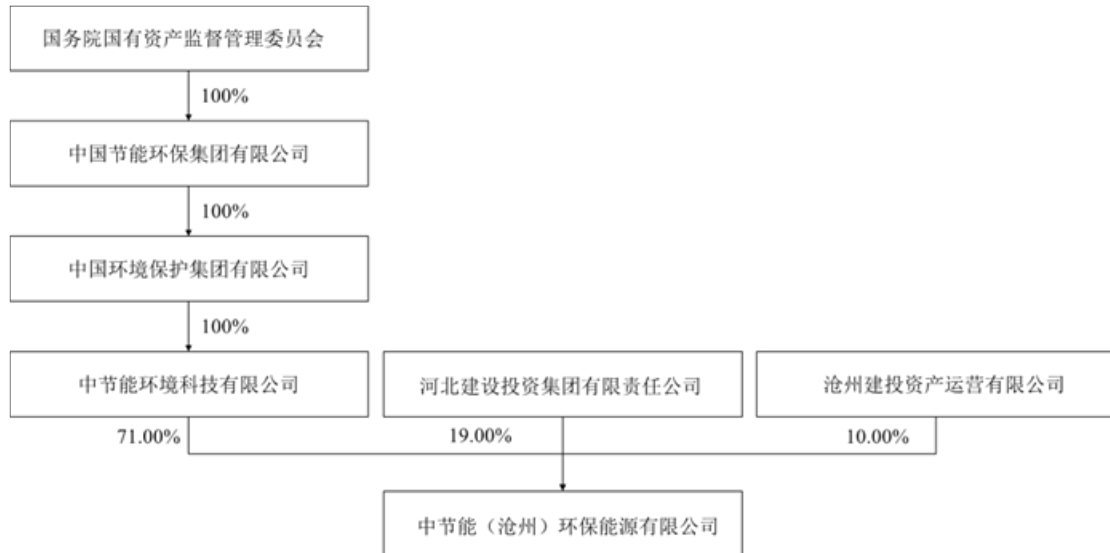 国务院国有资产监督管理委员会
100%
中国节能环保集团有限公司
100%
中国环境保护集团有限公司
100%
中节能环境科技有限公司
河北建设投资集团有限责任公司
沧州建投资产运营有限公司
71.00%
19.00%
10.00%
中节能（沧州）环保能源有限公司